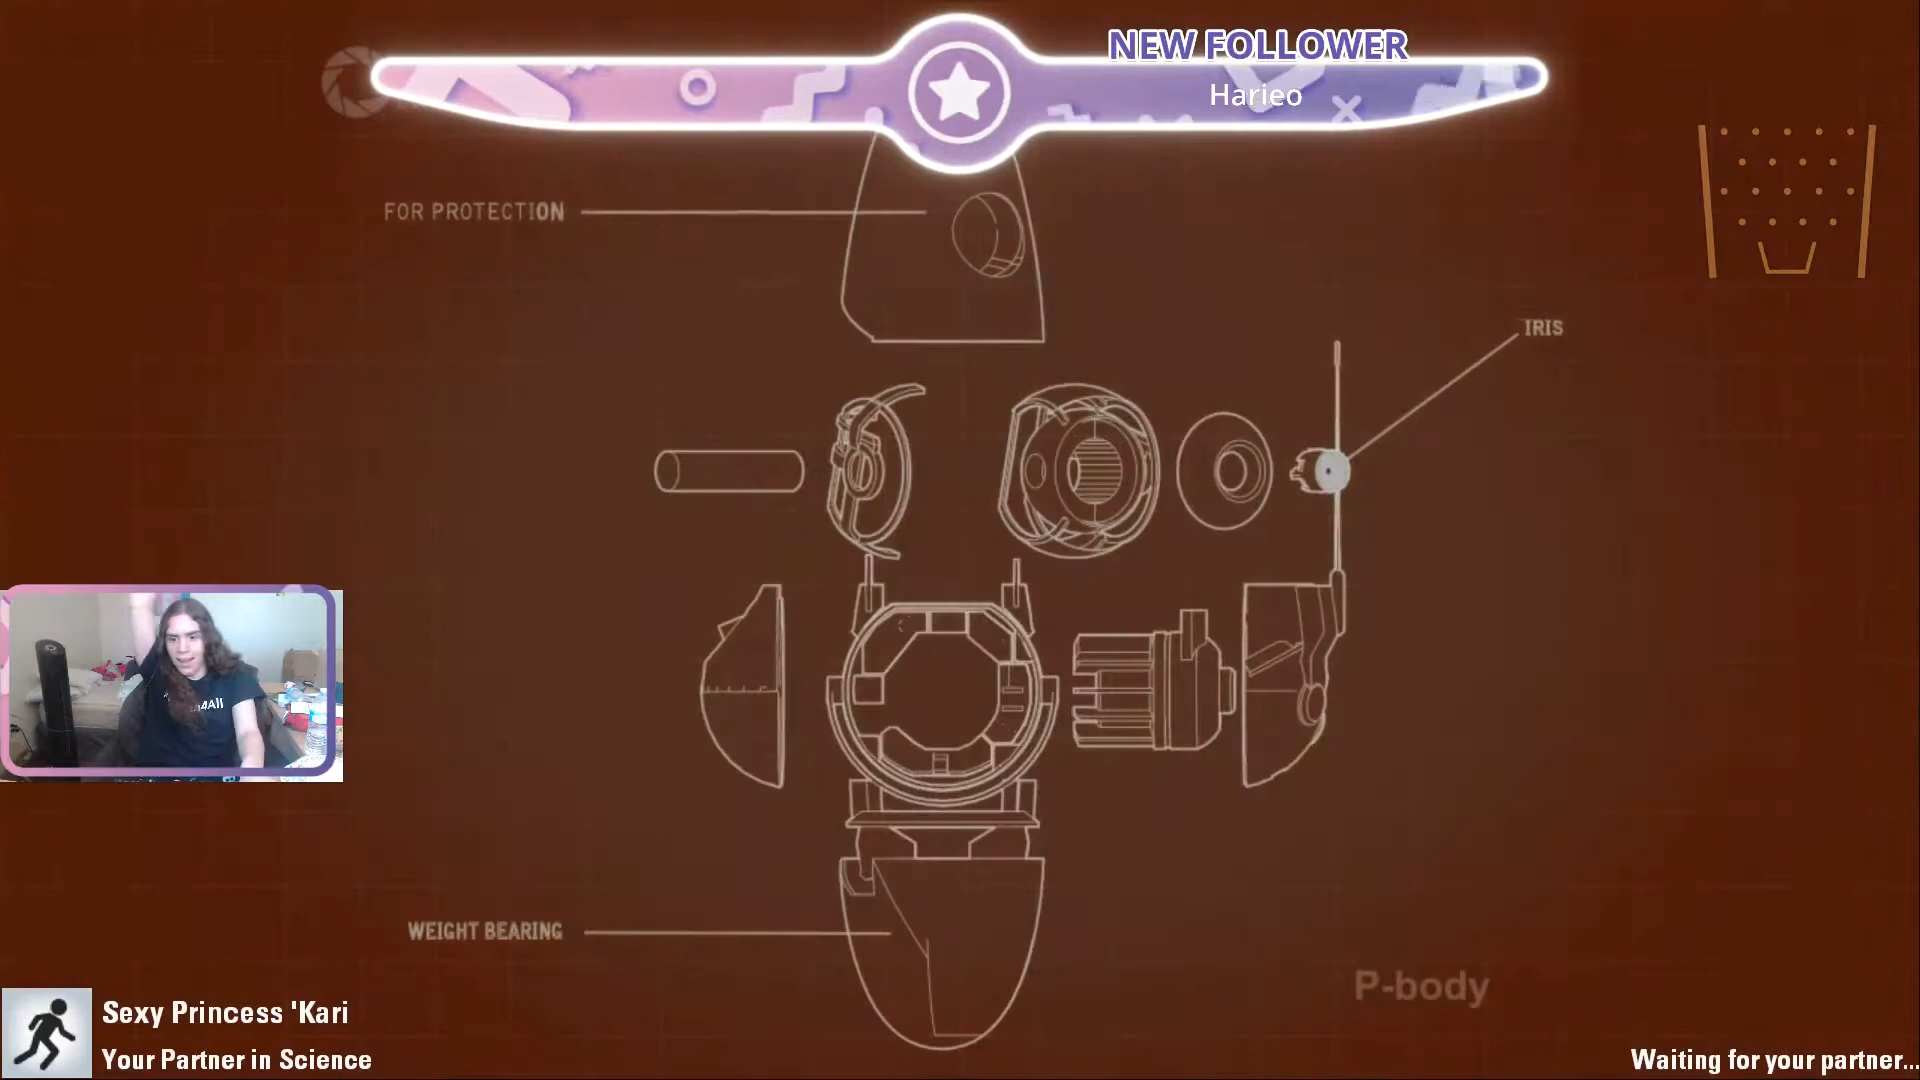 NEW FOLLOWER
Harieo
FOR PROTECTION
IRIS
WEIGHT BEARING
P-body
Sexy Princess 'Kari
Your Partner in Science
Waiting for your partner...